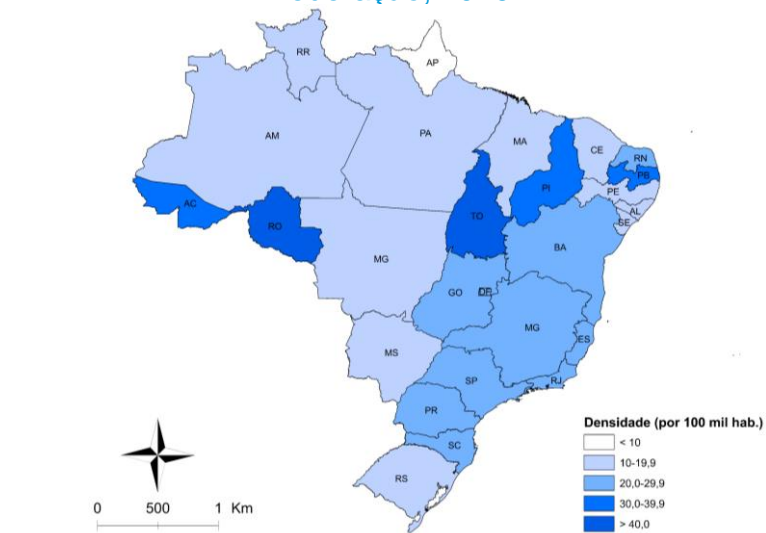 RR
AP
AM
PA
MA
CE
RN
PB
PI
PE
AL
SE
AC
RO
TO
BA
MG
GO
DF
MG
ES
MS
SP
RJ
PR
SC
RS
Densidade (por 100 mil hab.)
< 10
10-19,9
20,0-29,9
30,0-39,9
> 40,0
0 500 1 Km